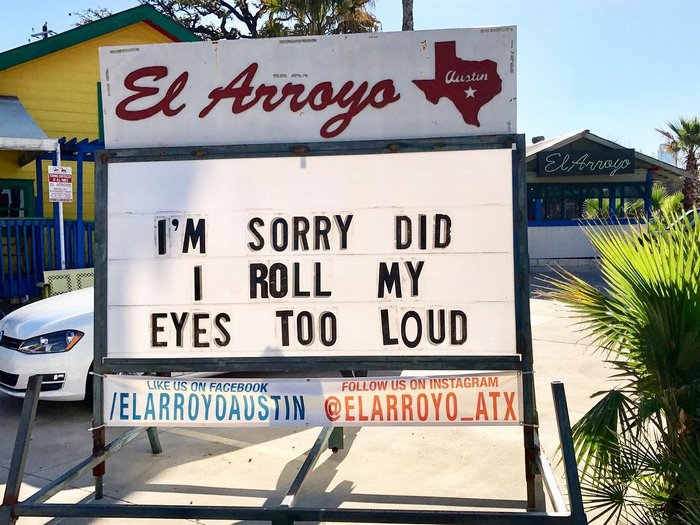 El Arroyo
Austin
El Arroyo
I'M SORRY DID
I ROLL MY
EYES TOO LOUD
LIKE US ON FACEBOOK
/ELARROYOAUSTIN
FOLLOW US ON INSTAGRAM
@ELARROYO_ATX